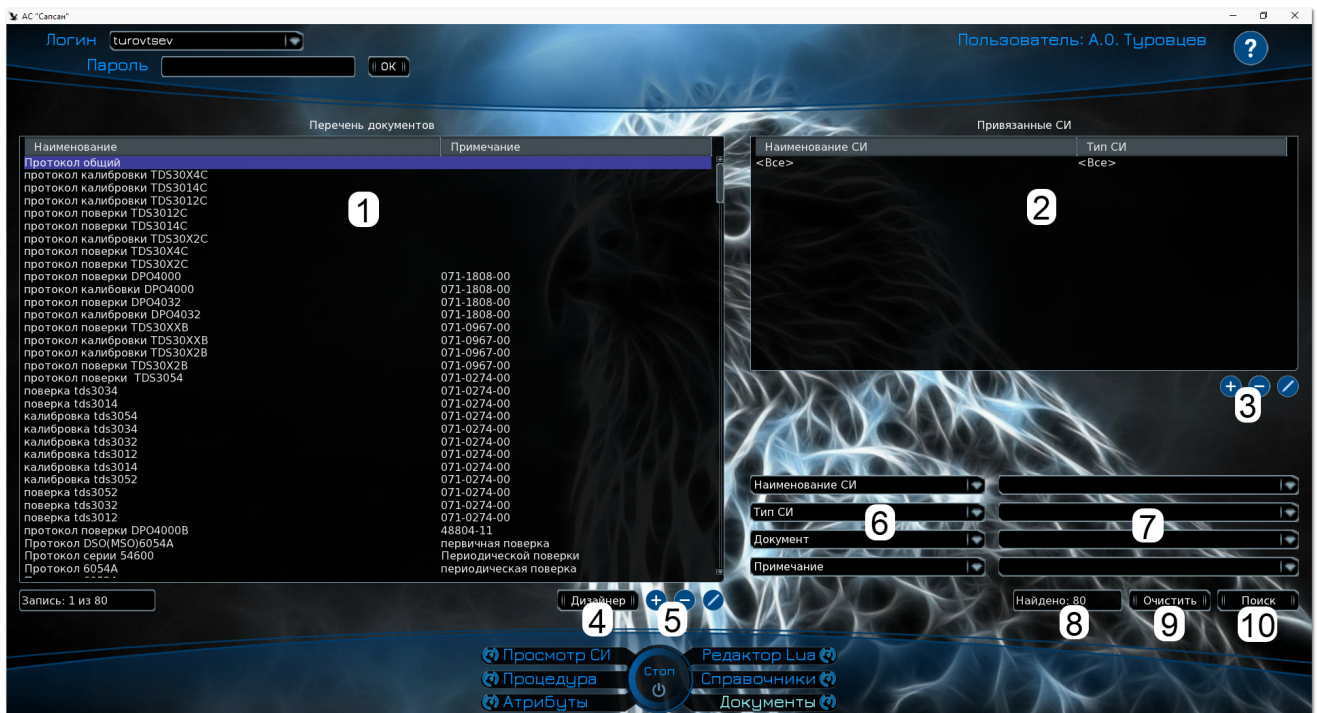 АС "Сапсан"
Логин turovtsev
Пользователь: А.О. Туровцев
?
Пароль
ОК
Перечень документов
Привязанные СИ
Наименование Примечание
Наименование СИ Тип СИ
Протокол общий
<Все> <Все>
протокол калибровки TDS30X4C
протокол калибровки TDS3014C
протокол калибровки TDS3012C
протокол поверки TDS3012C
протокол поверки TDS3014C
протокол калибровки TDS30X2C
протокол поверки TDS30X4C
протокол поверки TDS30X2C
протокол поверки DPO4000 071-1808-00
протокол калибовки DPO4000 071-1808-00
протокол поверки DPO4032 071-1808-00
протокол калибровки DPO4032 071-1808-00
протокол поверки TDS30XXB 071-0967-00
протокол калибровки TDS30XXB 071-0967-00
протокол калибровки TDS30X2B 071-0967-00
протокол поверки TDS30X2B 071-0967-00
протокол поверки  TDS3054 071-0274-00
поверка tds3034 071-0274-00
поверка tds3014 071-0274-00
калибровка tds3054 071-0274-00
калибровка tds3034 071-0274-00
калибровка tds3032 071-0274-00
калибровка tds3012 071-0274-00
калибровка tds3014 071-0274-00
калибровка tds3052 071-0274-00
поверка tds3052 071-0274-00
поверка tds3032 071-0274-00
поверка tds3012 071-0274-00
протокол поверки DPO4000B 48804-11
Протокол DSO(MSO)6054A первичная поверка
Протокол серии 54600 Периодической поверки
Протокол 6054A периодическая поверка
1
2
3
Наименование СИ
Тип СИ
6
7
Документ
Примечание
Запись: 1 из 80
Дизайнер
4
5
Найдено: 80
8
Очистить
9
Поиск
10
Просмотр СИ
Процедура
Атрибуты
Стоп
Редактор Lua
Справочники
Документы